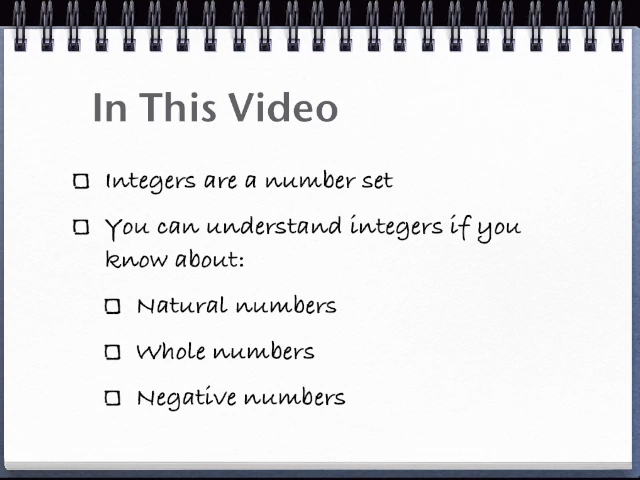 In This Video
Integers are a number set
You can understand integers if you
know about:
Natural numbers
Whole numbers
Negative numbers